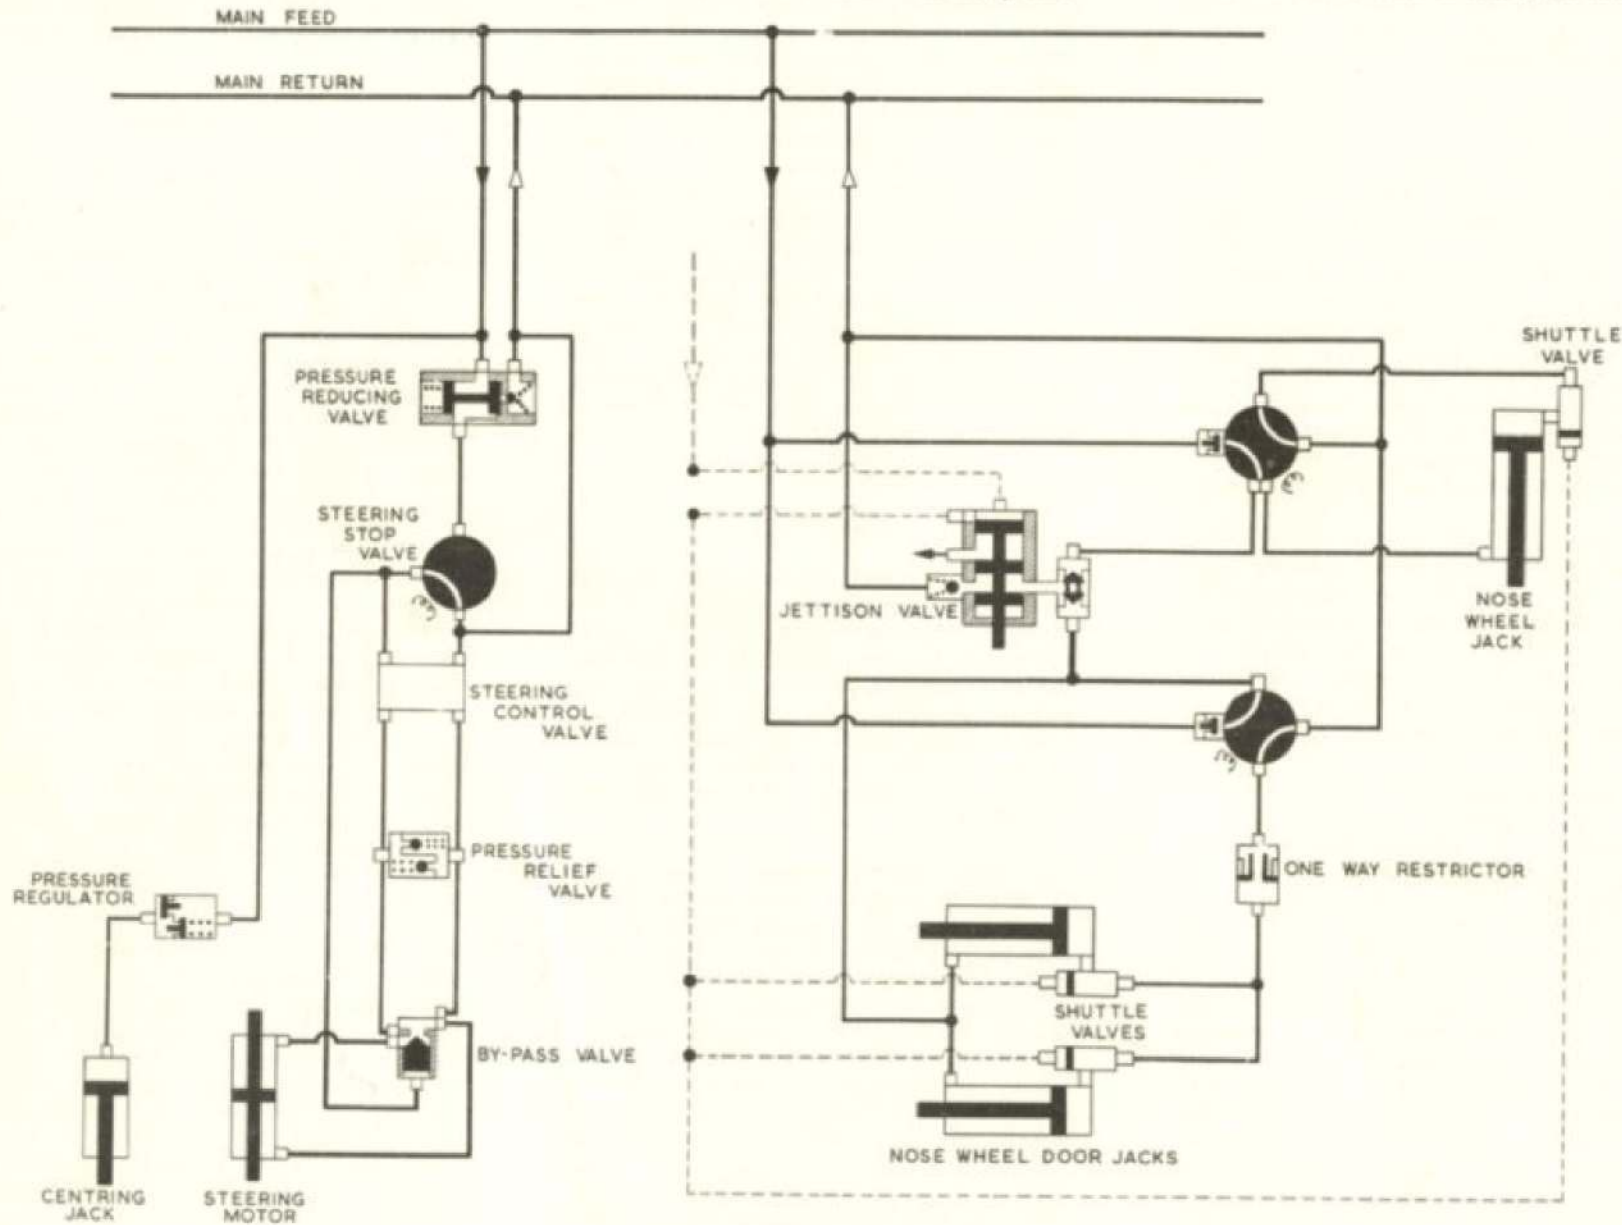 MAIN FEED
MAIN RETURN
PRESSURE
REDUCING
VALVE
STEERING
STOP
VALVE
STEERING
CONTROL
VALVE
PRESSURE
RELIEF
VALVE
PRESSURE
REGULATOR
BY-PASS VALVE
CENTRING
JACK
STEERING
MOTOR
SHUTTLE
VALVE
JETTISON VALVE
NOSE
WHEEL
JACK
ONE WAY RESTRICTOR
SHUTTLE
VALVES
NOSE WHEEL DOOR JACKS